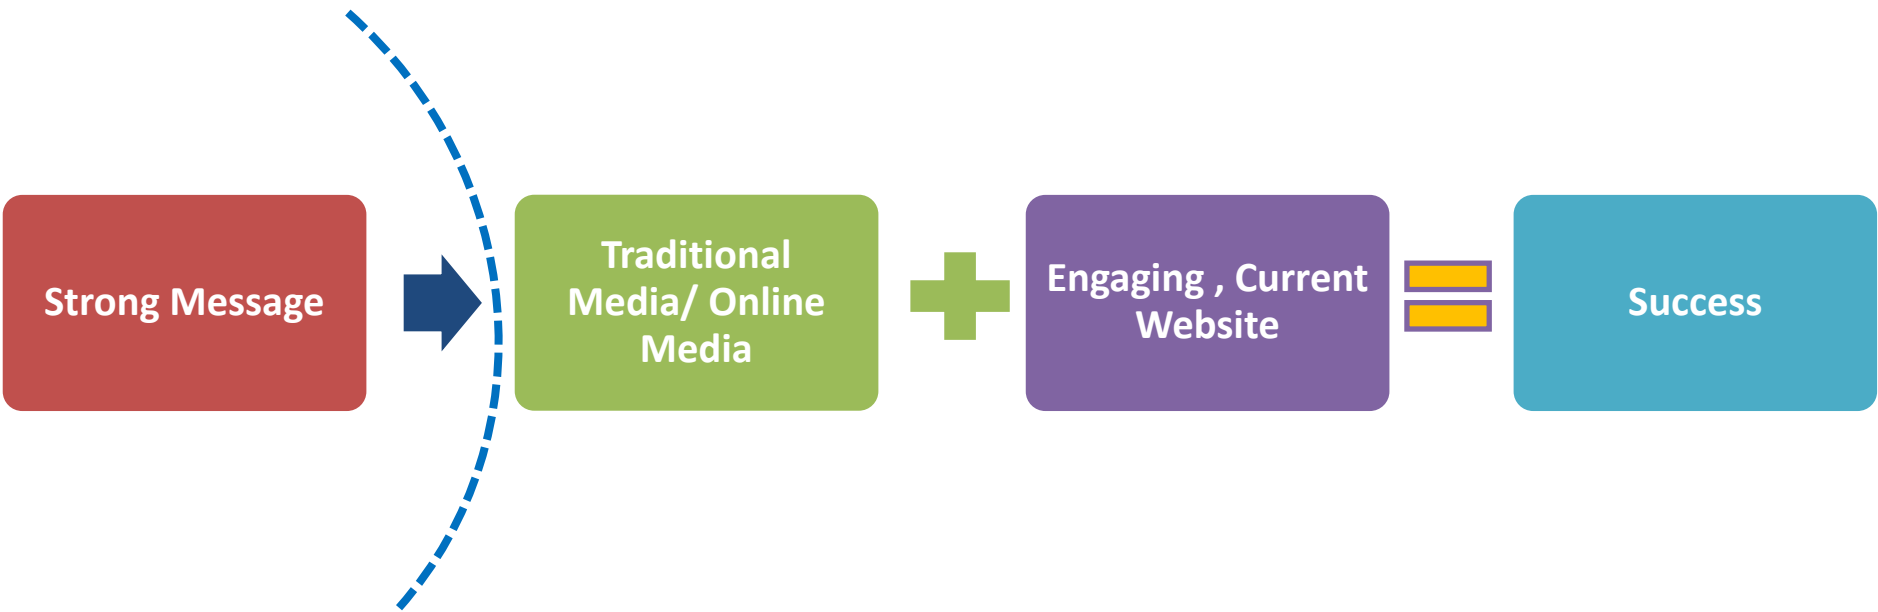 Strong Message
Traditional
Media/ Online
Media
Engaging , Current
Website
Success